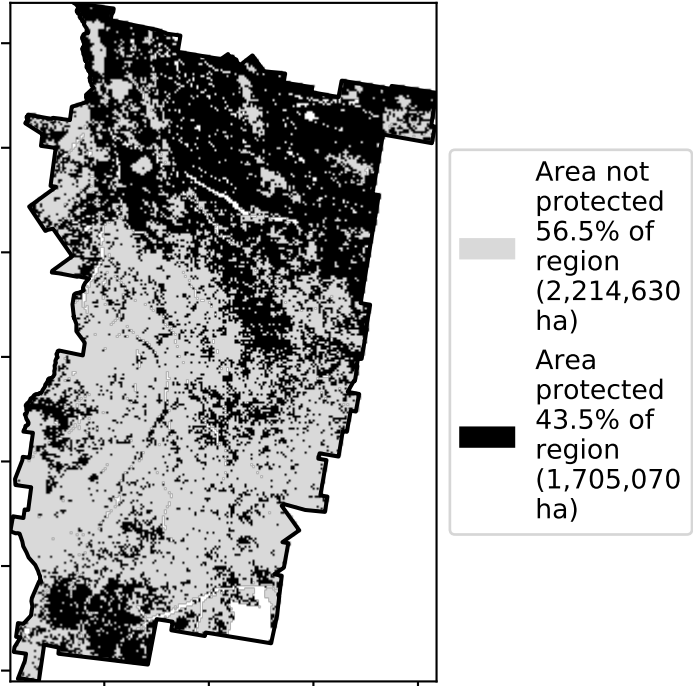 Area not
protected
56.5% of
region
(2,214,630
ha)
Area
protected
43.5% of
region
(1,705,070
ha)